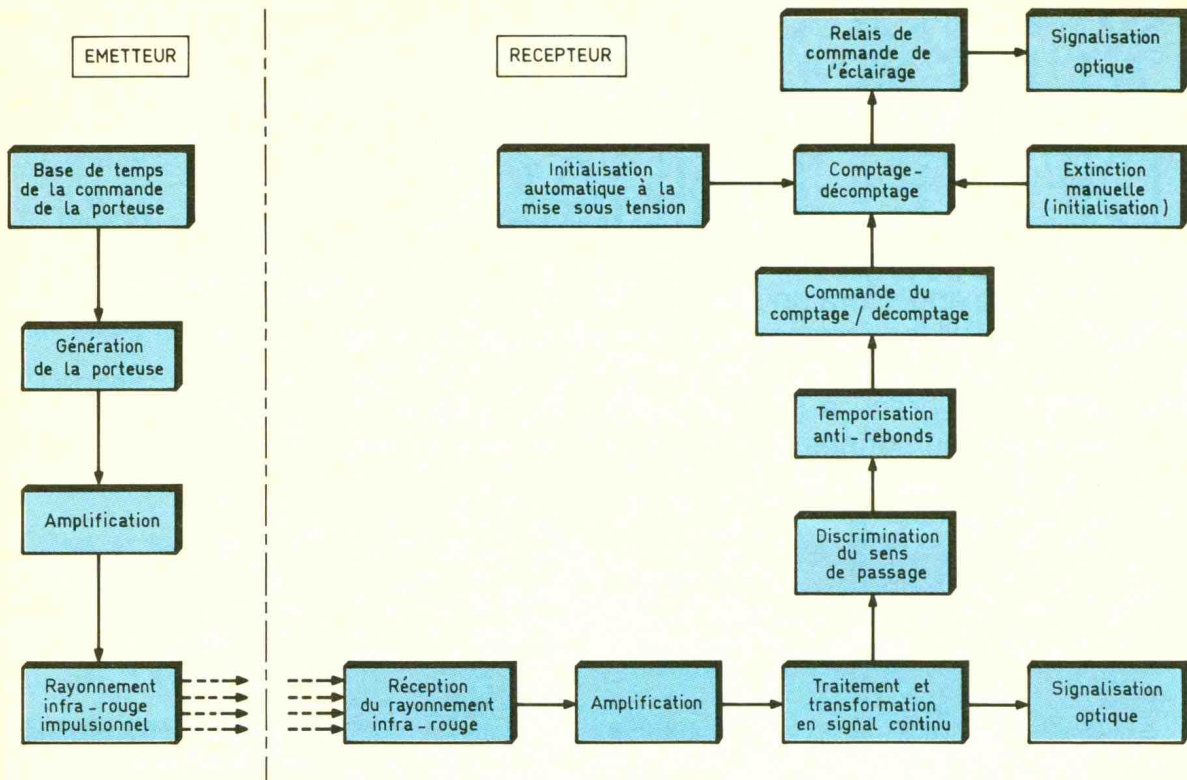 EMETTEUR
Base de temps
de la commande
de la porteuse
Génération
de la porteuse
Amplification
Rayonnement
infra-rouge
impulsionnel
RECEPTEUR
Relais de
commande de
l'éclairage
Signalisation
optique
Initialisation
automatique à la
mise sous tension
Comptage-
décomptage
Extinction
manuelle
(initialisation)
Commande du
comptage / décomptage
Temporisation
anti-rebonds
Discrimination
du sens
de passage
Réception
du rayonnement
infra-rouge
Amplification
Traitement et
transformation
en signal continu
Signalisation
optique